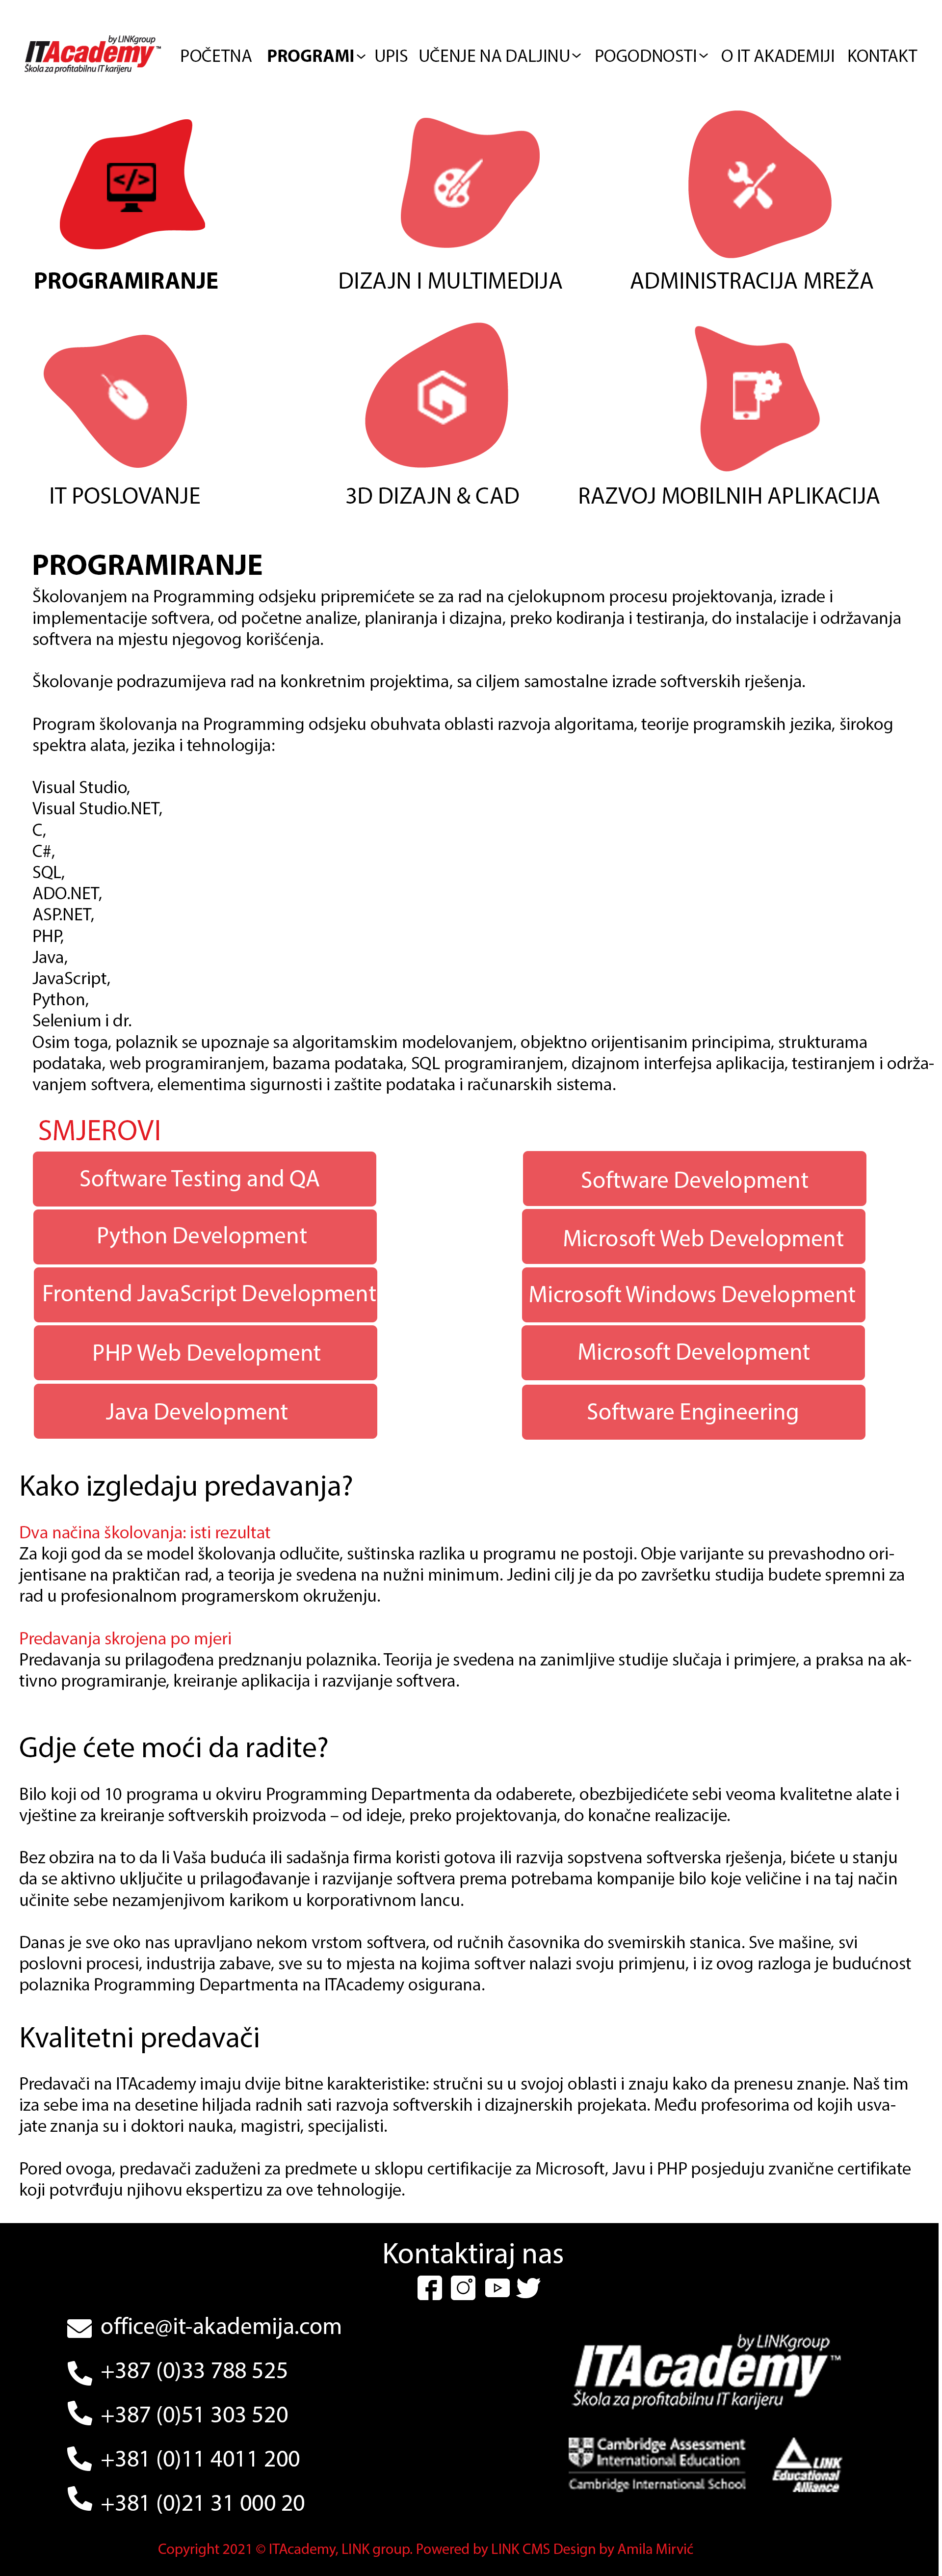 by LINKgroup
ITAcademy™
Škola za profitabilnu IT karijeru
POČETNA PROGRAMI UPIS UČENJE NA DALJINU POGODNOSTI O IT AKADEMIJI KONTAKT
</>
PROGRAMIRANJE DIZAJN I MULTIMEDIJA ADMINISTRACIJA MREŽA
IT POSLOVANJE 3D DIZAJN & CAD RAZVOJ MOBILNIH APLIKACIJA
PROGRAMIRANJE
Školovanjem na Programming odsjeku pripremićete se za rad na cjelokupnom procesu projektovanja, izrade i
implementacije softvera, od početne analize, planiranja i dizajna, preko kodiranja i testiranja, do instalacije i održavanja
softvera na mjestu njegovog korišćenja.
Školovanje podrazumijeva rad na konkretnim projektima, sa ciljem samostalne izrade softverskih rješenja.
Program školovanja na Programming odsjeku obuhvata oblasti razvoja algoritama, teorije programskih jezika, širokog
spektra alata, jezika i tehnologija:
Visual Studio,
Visual Studio.NET,
C,
C#,
SQL,
ADO.NET,
ASP.NET,
PHP,
Java,
JavaScript,
Python,
Selenium i dr.
Osim toga, polaznik se upoznaje sa algoritamskim modelovanjem, objektno orijentisanim principima, strukturama
podataka, web programiranjem, bazama podataka, SQL programiranjem, dizajnom interfejsa aplikacija, testiranjem i održa-
vanjem softvera, elementima sigurnosti i zaštite podataka i računarskih sistema.
SMJEROVI
Software Testing and QA Software Development
Python Development Microsoft Web Development
Frontend JavaScript Development Microsoft Windows Development
PHP Web Development Microsoft Development
Java Development Software Engineering
Kako izgledaju predavanja?
Dva načina školovanja: isti rezultat
Za koji god da se model školovanja odlučite, suštinska razlika u programu ne postoji. Obje varijante su prevashodno ori-
jentisane na praktičan rad, a teorija je svedena na nužni minimum. Jedini cilj je da po završetku studija budete spremni za
rad u profesionalnom programerskom okruženju.
Predavanja skrojena po mjeri
Predavanja su prilagođena predznanju polaznika. Teorija je svedena na zanimljive studije slučaja i primjere, a praksa na ak-
tivno programiranje, kreiranje aplikacija i razvijanje softvera.
Gdje ćete moći da radite?
Bilo koji od 10 programa u okviru Programming Departmenta da odaberete, obezbijedićete sebi veoma kvalitetne alate i
vještine za kreiranje softverskih proizvoda – od ideje, preko projektovanja, do konačne realizacije.
Bez obzira na to da li Vaša buduća ili sadašnja firma koristi gotova ili razvija sopstvena softverska rješenja, bićete u stanju
da se aktivno uključite u prilagođavanje i razvijanje softvera prema potrebama kompanije bilo koje veličine i na taj način
učinite sebe nezamjenjivom karikom u korporativnom lancu.
Danas je sve oko nas upravljano nekom vrstom softvera, od ručnih časovnika do svemirskih stanica. Sve mašine, svi
poslovni procesi, industrija zabave, sve su to mjesta na kojima softver nalazi svoju primjenu, i iz ovog razloga je budućnost
polaznika Programming Departmenta na ITAcademy osigurana.
Kvalitetni predavači
Predavači na ITAcademy imaju dvije bitne karakteristike: stručni su u svojoj oblasti i znaju kako da prenesu znanje. Naš tim
iza sebe ima na desetine hiljada radnih sati razvoja softverskih i dizajnerskih projekata. Među profesorima od kojih usva-
jate znanja su i doktori nauka, magistri, specijalisti.
Pored ovoga, predavači zaduženi za predmete u sklopu certifikacije za Microsoft, Javu i PHP posjeduju zvanične certifikate
koji potvrđuju njihovu ekspertizu za ove tehnologije.
Kontaktiraj nas
office@it-akademija.com
+387 (0)33 788 525
+387 (0)51 303 520
+381 (0)11 4011 200
+381 (0)21 31 000 20
by LINKgroup
ITAcademy™
Škola za profitabilnu IT karijeru
Cambridge Assessment
International Education
Cambridge International School
LINK
Educational
Alliance
Copyright 2021 © ITAcademy, LINK group. Powered by LINK CMS Design by Amila Mirvić